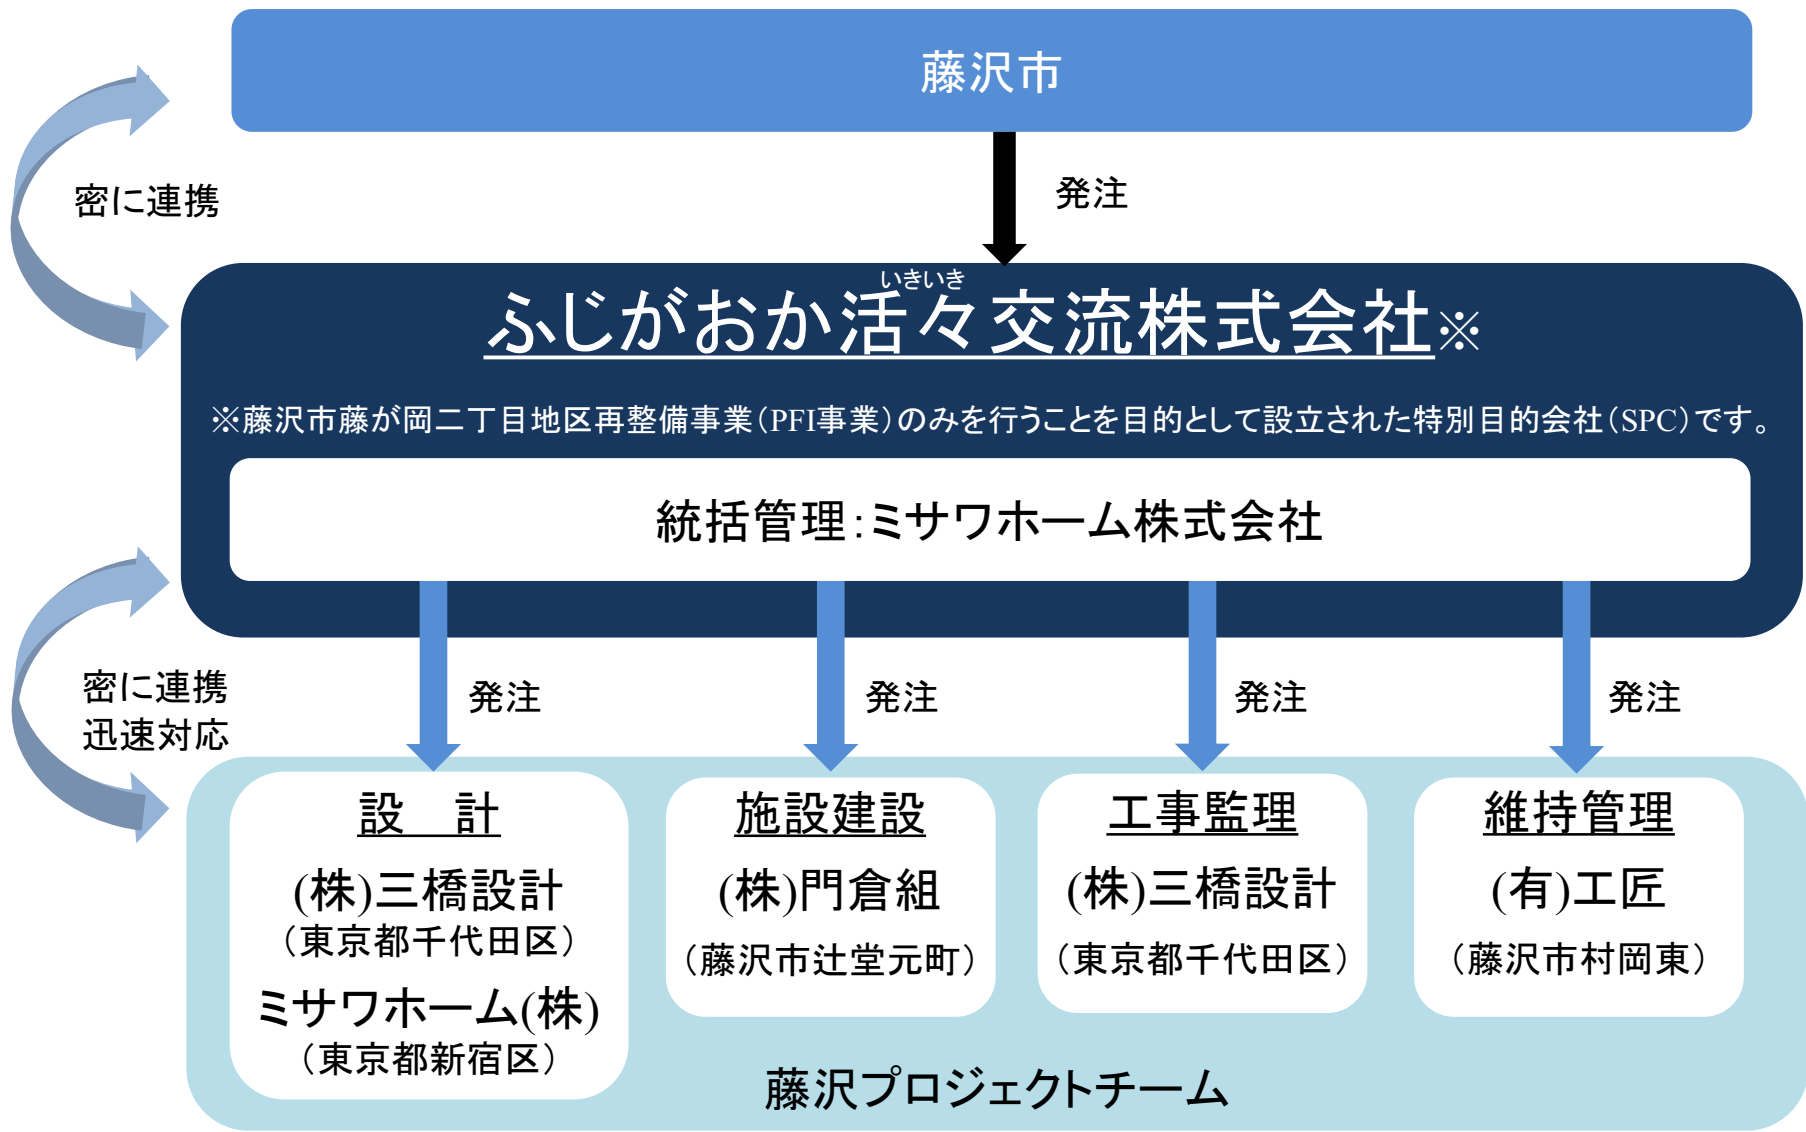 藤沢市
密に連携
発注
いきいき
ふじがおか活々交流株式会社※
※藤沢市藤が岡二丁目地区再整備事業（PFI事業）のみを行うことを目的として設立された特別目的会社（SPC）です。
統括管理：ミサワホーム株式会社
密に連携
迅速対応
発注
発注
発注
発注
設　計
(株)三橋設計
（東京都千代田区）
ミサワホーム(株)
（東京都新宿区）
施設建設
(株)門倉組
（藤沢市辻堂元町）
工事監理
(株)三橋設計
（東京都千代田区）
維持管理
(有)工匠
（藤沢市村岡東）
藤沢プロジェクトチーム